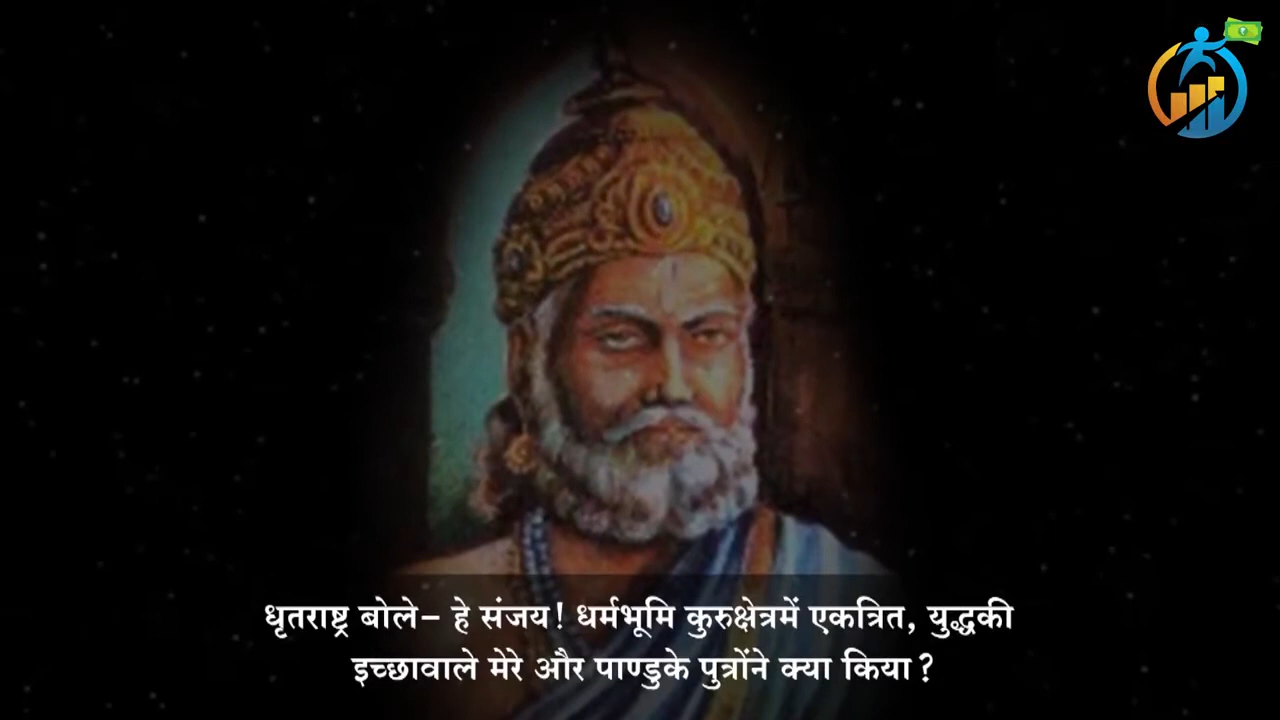 धृतराष्ट्र बोले– हे संजय! धर्मभूमि कुरुक्षेत्रमें एकत्रित, युद्धकी
इच्छावाले मेरे और पाण्डुके पुत्रोंने क्या किया?